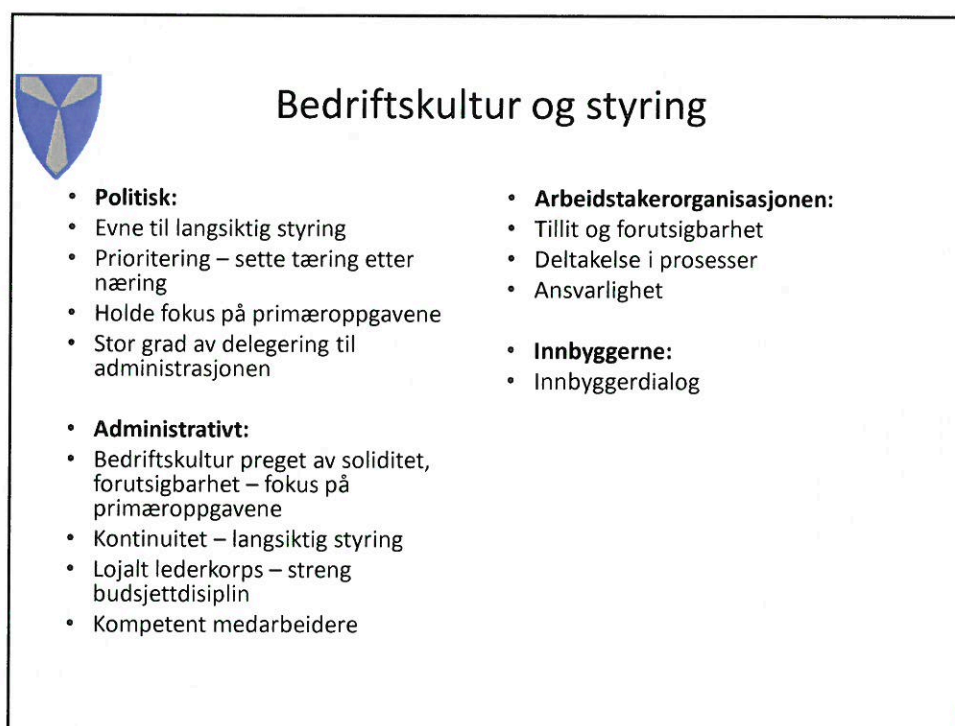 Bedriftskultur og styring
• Politisk:
• Evne til langsiktig styring
• Prioritering – sette tæring etter
næring
• Holde fokus på primæroppgavene
• Stor grad av delegering til
administrasjonen
• Administrativt:
• Bedriftskultur preget av soliditet,
forutsigbarhet – fokus på
primæroppgavene
• Kontinuitet – langsiktig styring
• Lojalt lederkorps – streng
budsjettdisiplin
• Kompetent medarbeidere
• Arbeidstakerorganisasjonen:
• Tillit og forutsigbarhet
• Deltakelse i prosesser
• Ansvarlighet
• Innbyggerne:
• Innbyggerdialog